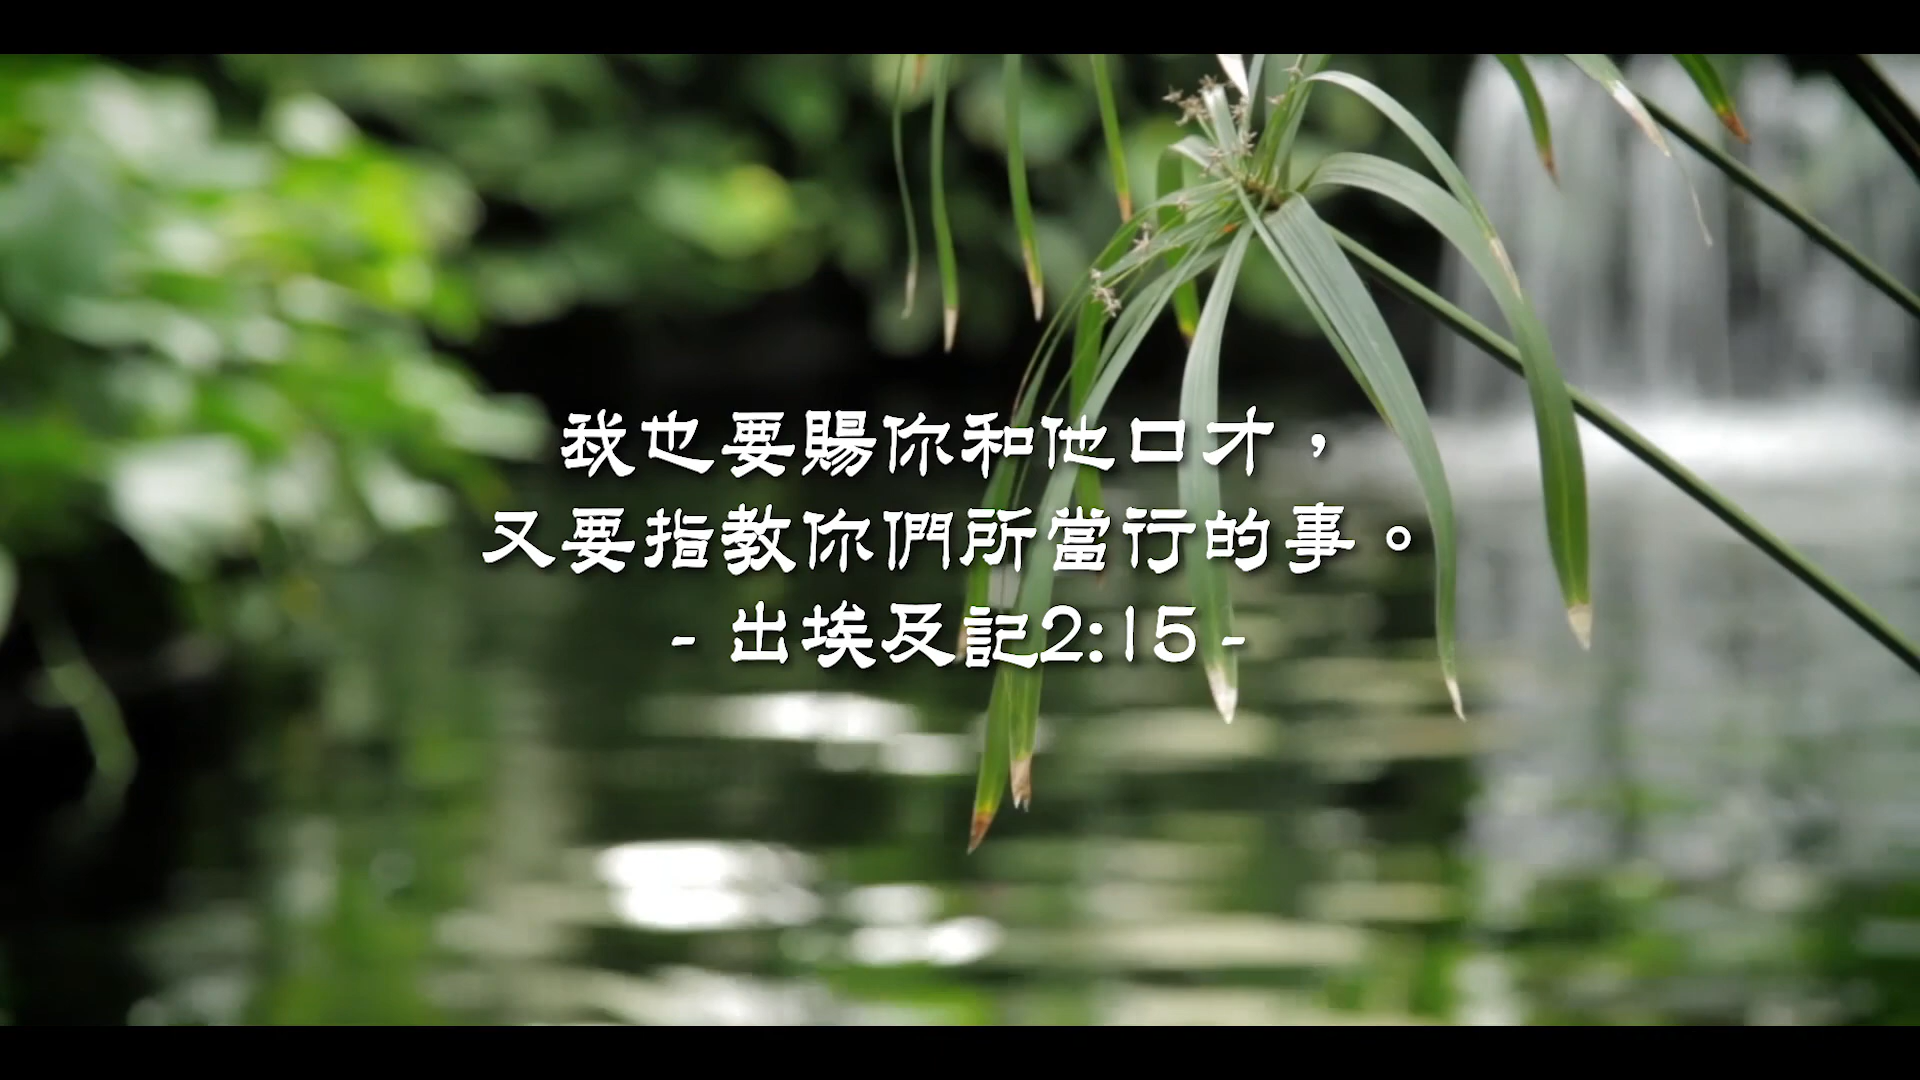 我也要賜你和他口才，
又要指教你們所當行的事。
- 出埃及記2:15 -